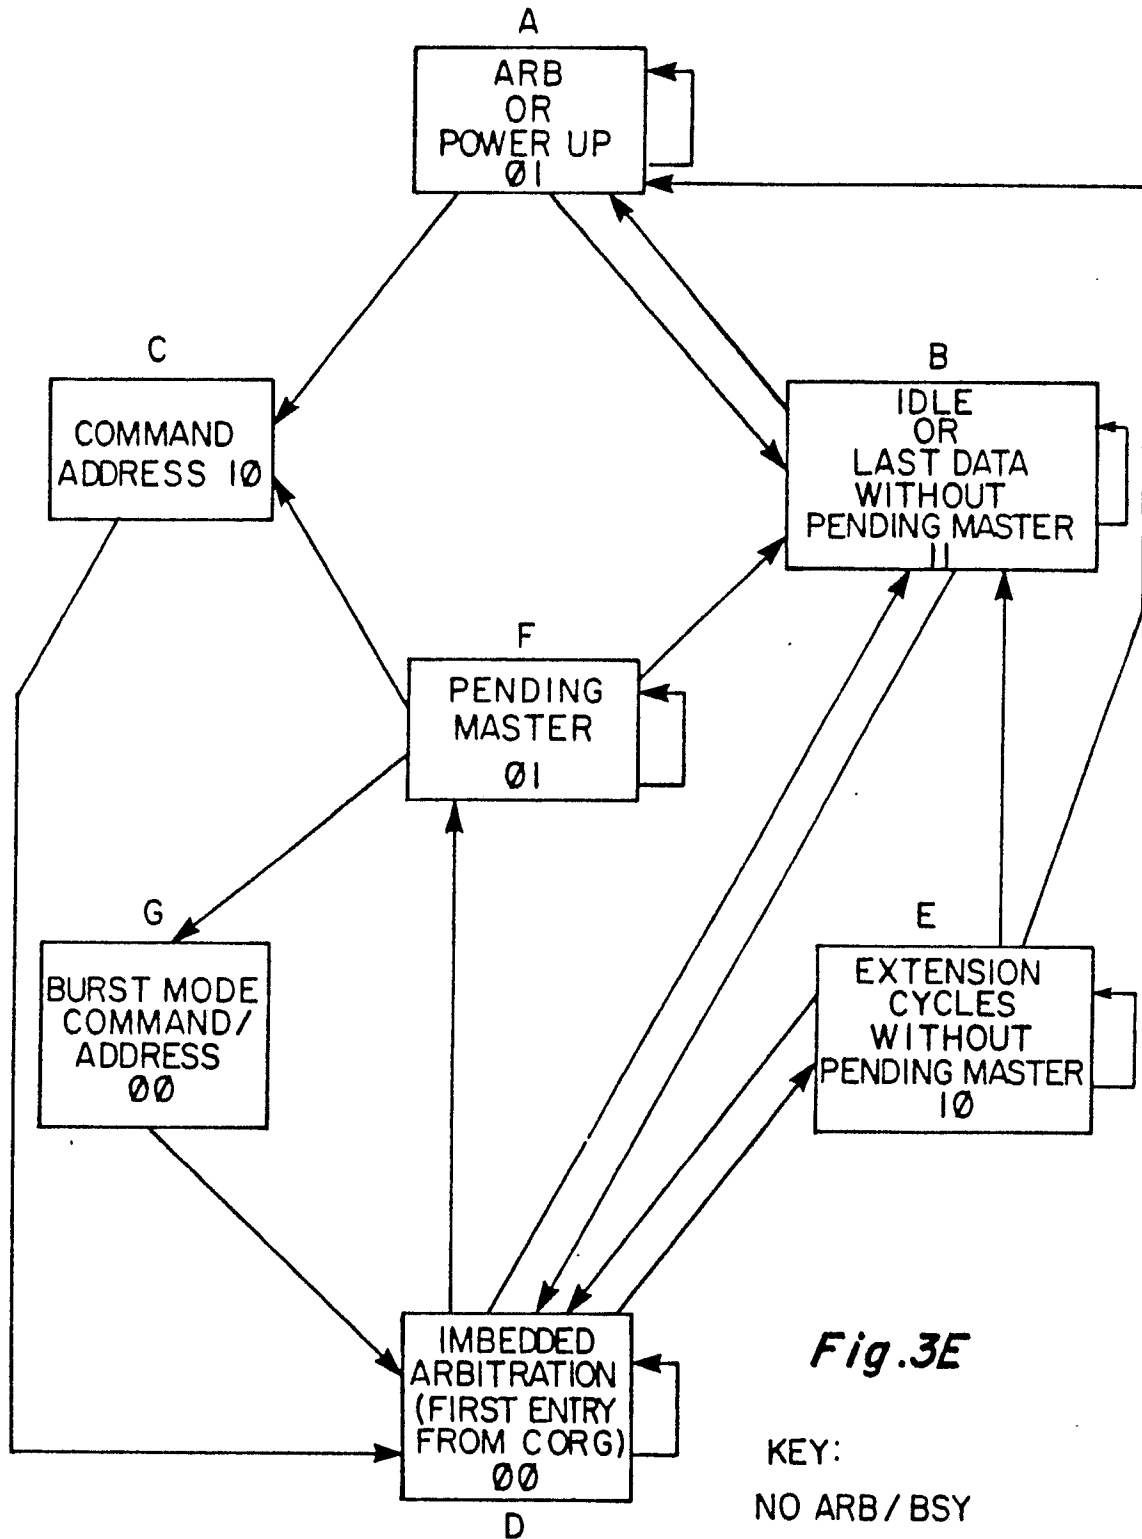 A
ARB
OR
POWER UP
Ø1
C
COMMAND
ADDRESS 1Ø
B
IDLE
OR
LAST DATA
WITHOUT
PENDING MASTER
11
F
PENDING
MASTER
Ø1
G
BURST MODE
COMMAND/
ADDRESS
ØØ
E
EXTENSION
CYCLES
WITHOUT
PENDING MASTER
1Ø
IMBEDDED
ARBITRATION
(FIRST ENTRY
FROM CORG)
ØØ
D
Fig.3E
KEY:
NO ARB/BSY